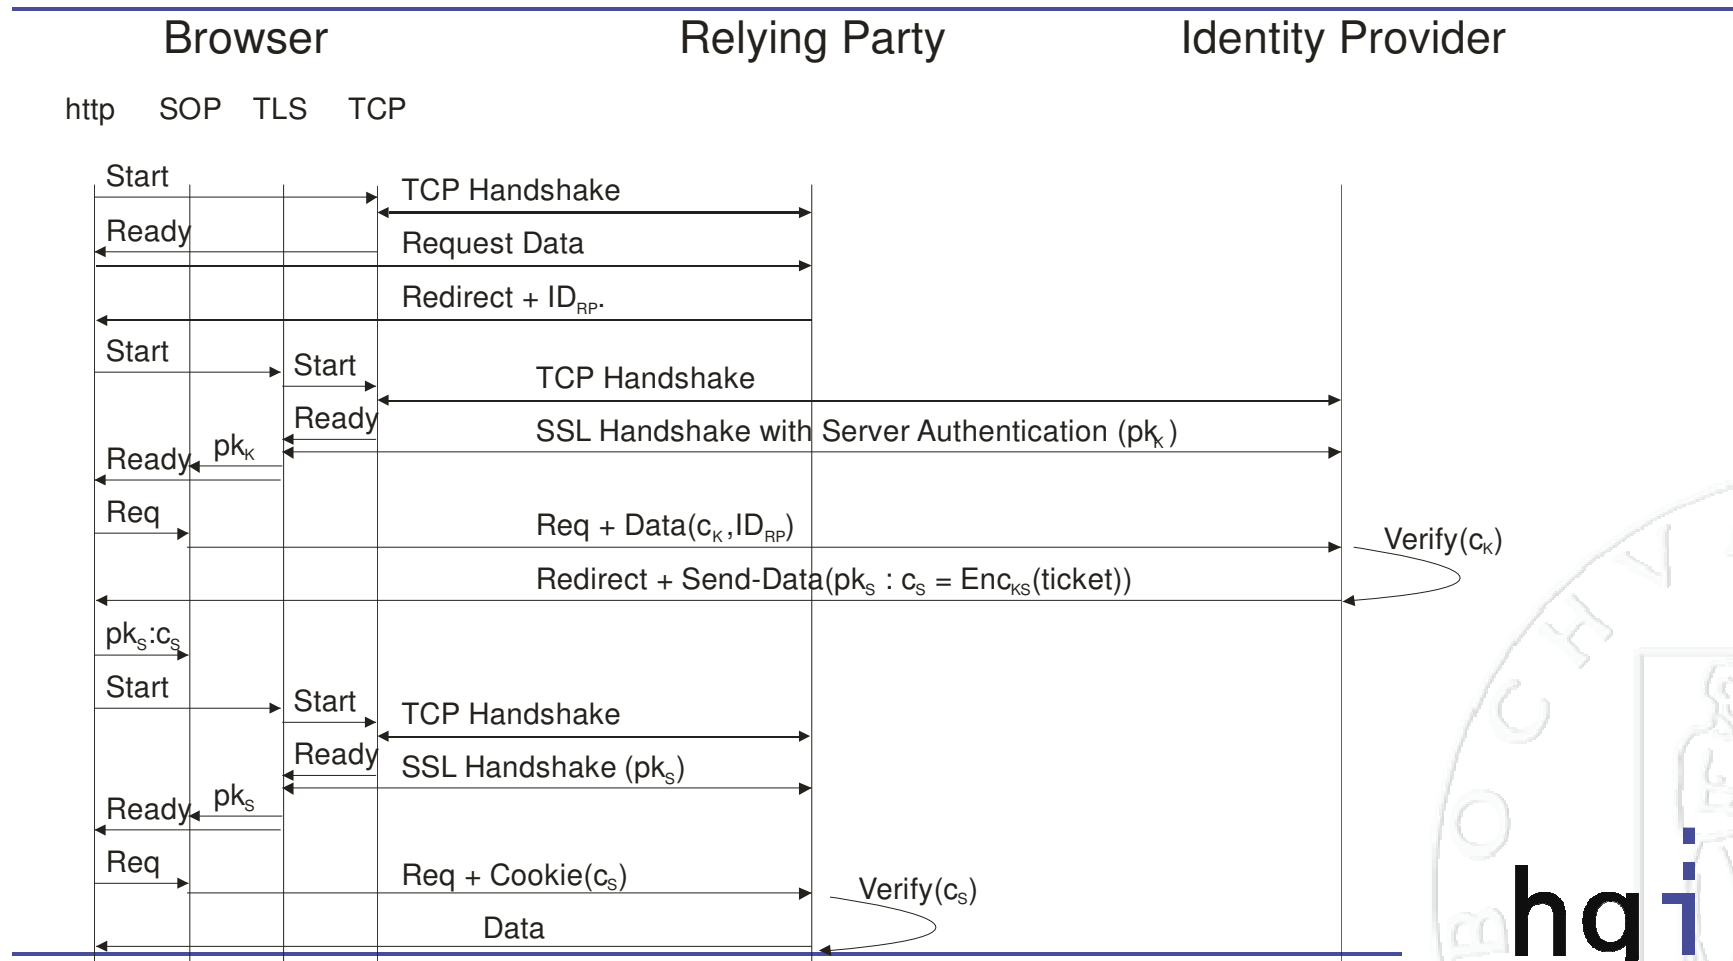 Browser Relying Party Identity Provider
http SOP TLS TCP
Start
TCP Handshake
Ready
Request Data
Redirect + ID_RP.
Start
Start
TCP Handshake
Ready
SSL Handshake with Server Authentication (pk_K)
Ready pk_K
Req
Req + Data(c_K,ID_RP)
Verify(c_K)
Redirect + Send-Data(pk_S : c_S = Enc_KS(ticket))
pk_S:c_S
Start
Start
TCP Handshake
Ready
SSL Handshake (pk_S)
Ready pk_S
Req
Req + Cookie(c_S)
Verify(c_S)
Data
BOCHV
hgi